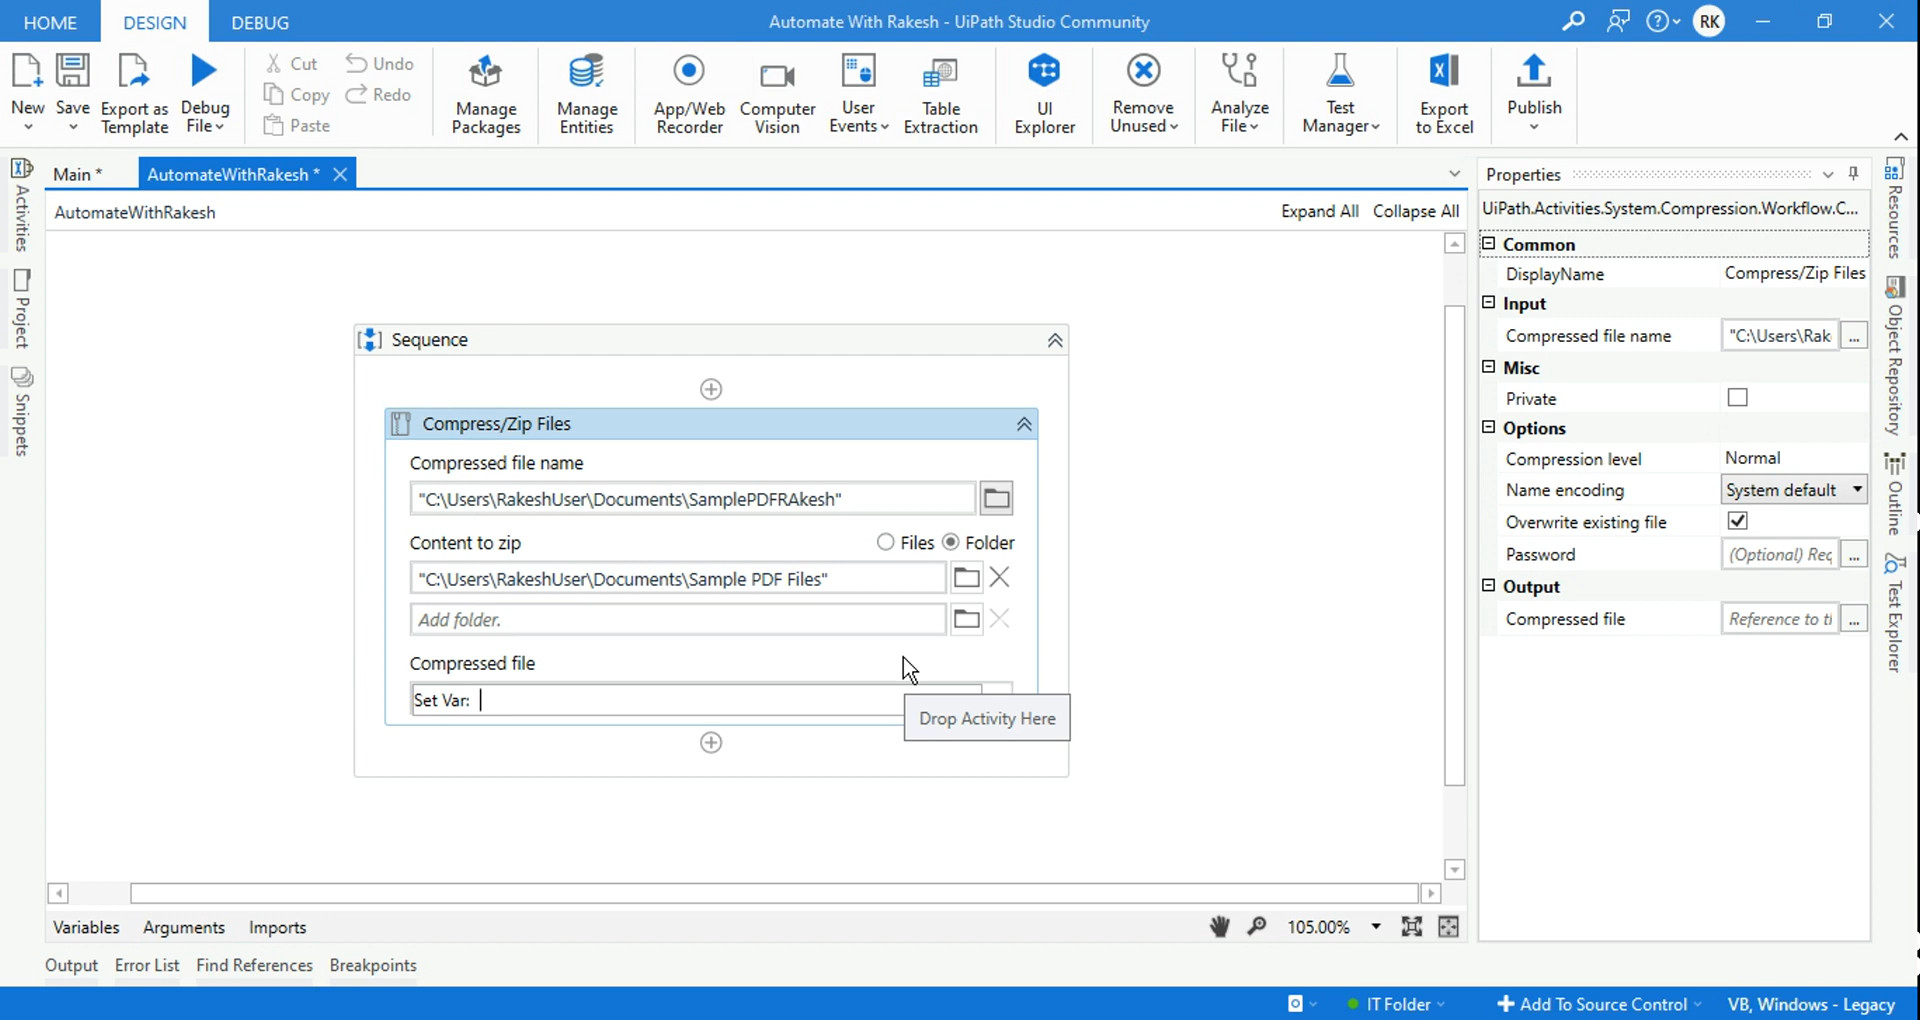 HOME DESIGN DEBUG
Automate With Rakesh - UiPath Studio Community
RK
New
Save
Export as
Template
Debug
File
Cut
Copy
Paste
Undo
Redo
Manage
Packages
Manage
Entities
App/Web
Recorder
Computer
Vision
User
Events
Table
Extraction
UI
Explorer
Remove
Unused
Analyze
File
Test
Manager
Export
to Excel
Publish
Activities
Project
Snippets
Main *
AutomateWithRakesh *
AutomateWithRakesh
Expand All Collapse All
Sequence
Compress/Zip Files
Compressed file name
"C:\Users\RakeshUser\Documents\SamplePDFRAkesh"
Content to zip
Files Folder
"C:\Users\RakeshUser\Documents\Sample PDF Files"
Add folder.
Compressed file
Set Var:
Drop Activity Here
Properties
UiPath.Activities.System.Compression.Workflow.C...
Common
DisplayName Compress/Zip Files
Input
Compressed file name "C:\Users\Rak ...
Misc
Private
Options
Compression level Normal
Name encoding System default
Overwrite existing file
Password (Optional) Rec ...
Output
Compressed file Reference to tl ...
Resources
Object Repository
Outline
Test Explorer
Variables Arguments Imports
105.00%
Output Error List Find References Breakpoints
IT Folder
Add To Source Control
VB, Windows - Legacy